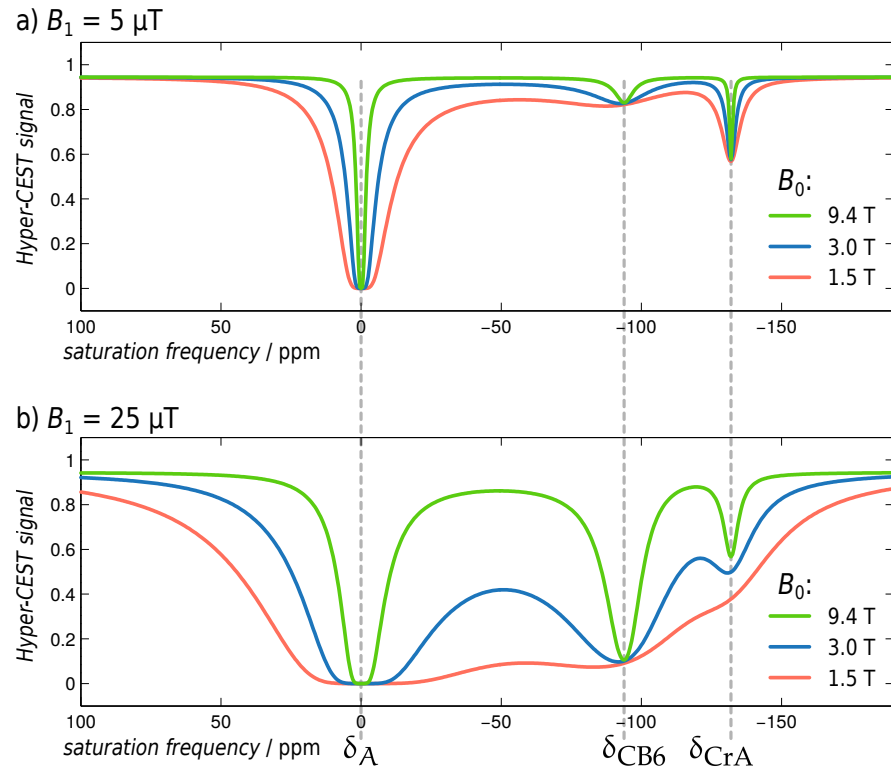 a) B₁ = 5 µT
Hyper-CEST signal
1
0.8
0.6
0.4
0.2
0
B₀:
9.4 T
3.0 T
1.5 T
100 50 0 −50 −100 −150
saturation frequency / ppm
b) B₁ = 25 µT
Hyper-CEST signal
1
0.8
0.6
0.4
0.2
0
B₀:
9.4 T
3.0 T
1.5 T
100 50 0 −50 −100 −150
saturation frequency / ppm
δA δCB6 δCrA